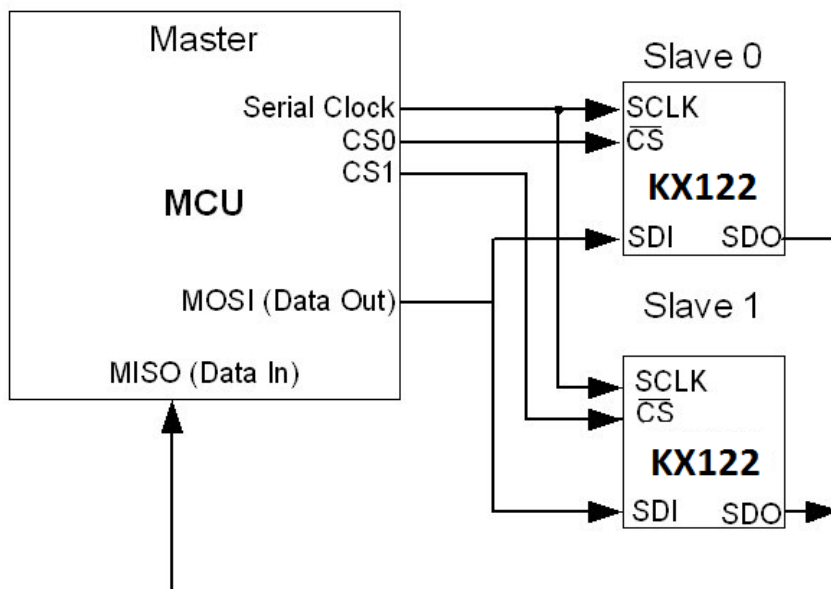 Master
Serial Clock
CS0
CS1
MCU
MOSI (Data Out)
MISO (Data In)
Slave 0
SCLK
CS
KX122
SDI SDO
Slave 1
SCLK
CS
KX122
SDI SDO